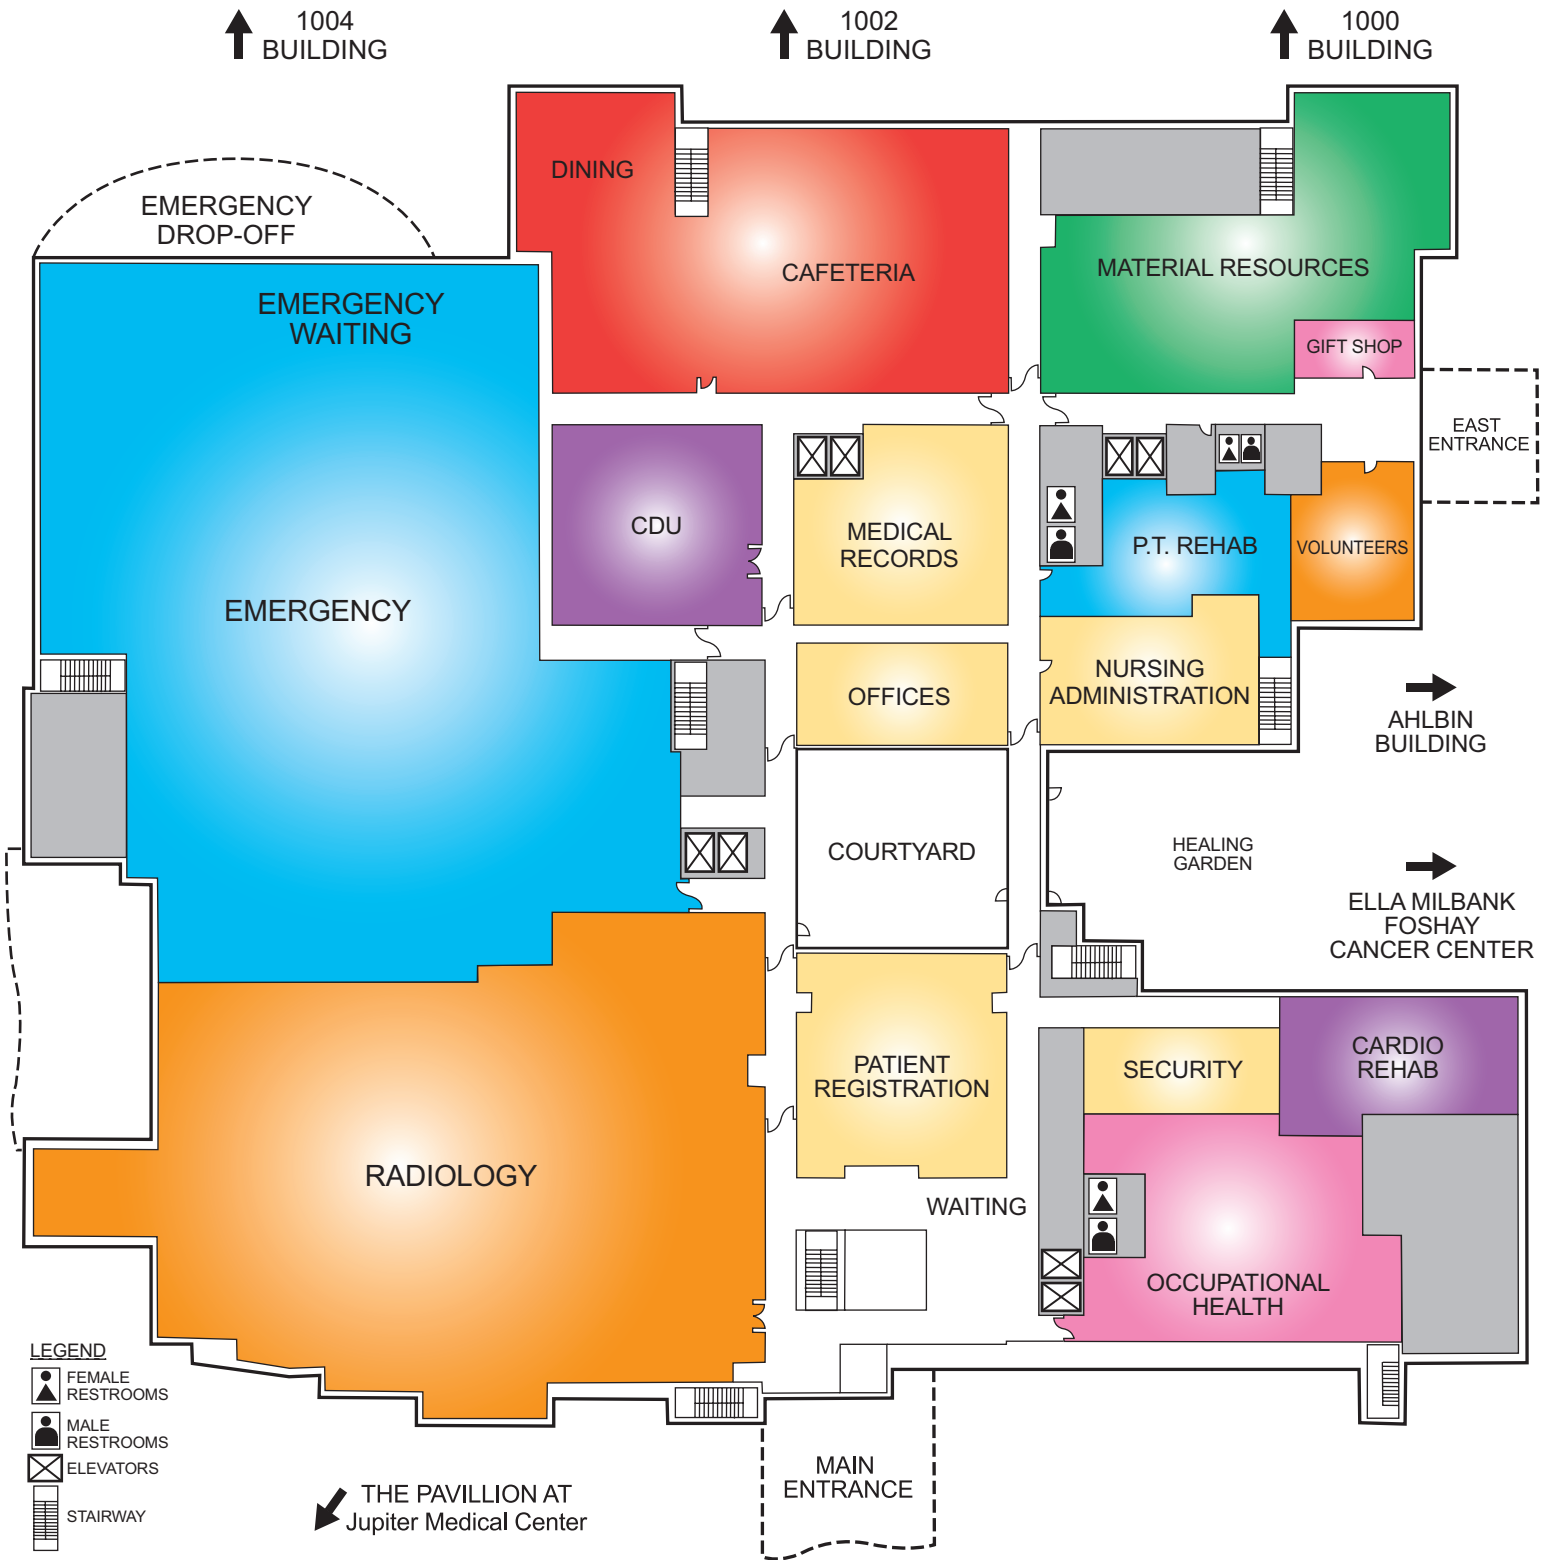 1004
BUILDING
1002
BUILDING
1000
BUILDING
DINING
EMERGENCY
DROP-OFF
CAFETERIA
MATERIAL RESOURCES
EMERGENCY
WAITING
GIFT SHOP
EAST
ENTRANCE
CDU
MEDICAL
RECORDS
P.T. REHAB
VOLUNTEERS
EMERGENCY
OFFICES
NURSING
ADMINISTRATION
AHLBIN
BUILDING
COURTYARD
HEALING
GARDEN
ELLA MILBANK
FOSHAY
CANCER CENTER
PATIENT
REGISTRATION
SECURITY
CARDIO
REHAB
RADIOLOGY
WAITING
OCCUPATIONAL
HEALTH
LEGEND
FEMALE
RESTROOMS
MALE
RESTROOMS
ELEVATORS
STAIRWAY
MAIN
ENTRANCE
THE PAVILLION AT
Jupiter Medical Center